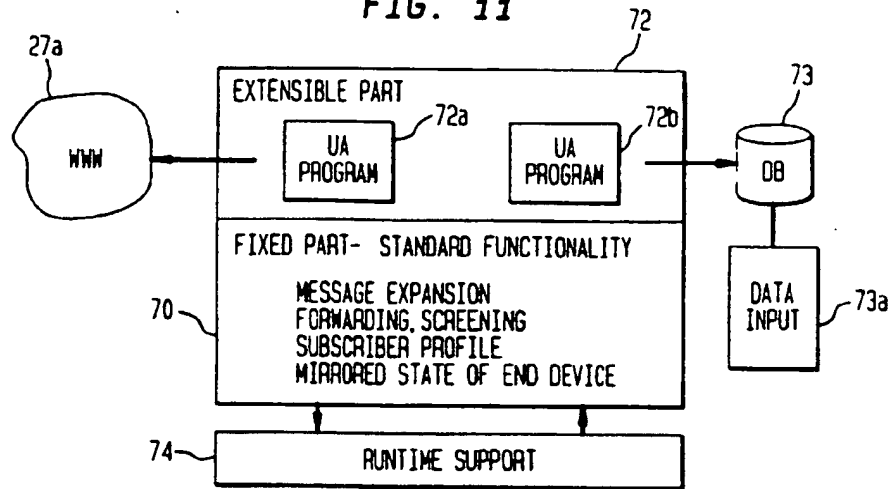 FIG. 11
72
27a
EXTENSIBLE PART
73
72a
72b
WWW
UA
PROGRAM
UA
PROGRAM
DB
FIXED PART- STANDARD FUNCTIONALITY
MESSAGE EXPANSION
FORWARDING, SCREENING
SUBSCRIBER PROFILE
MIRRORED STATE OF END DEVICE
70
DATA
INPUT
73a
74
RUNTIME SUPPORT